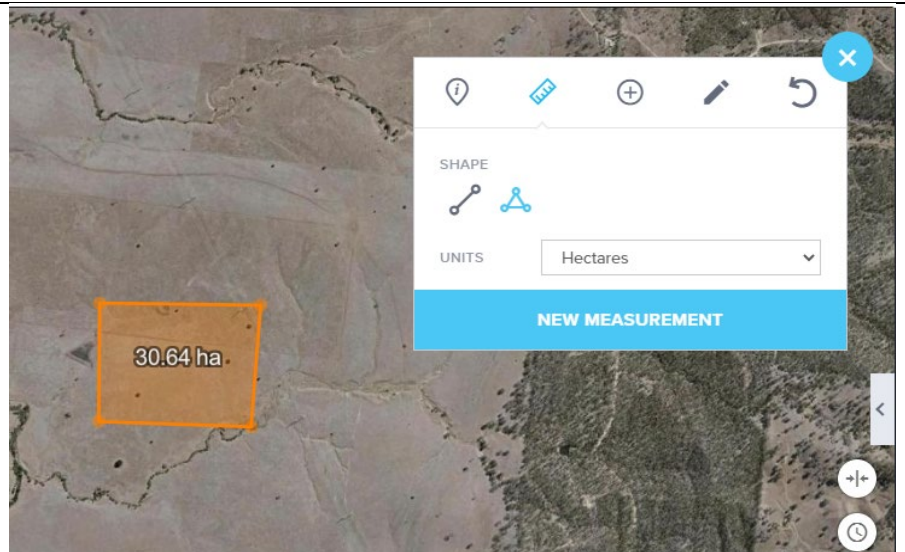 SHAPE
UNITS
Hectares
NEW MEASUREMENT
30.64 ha